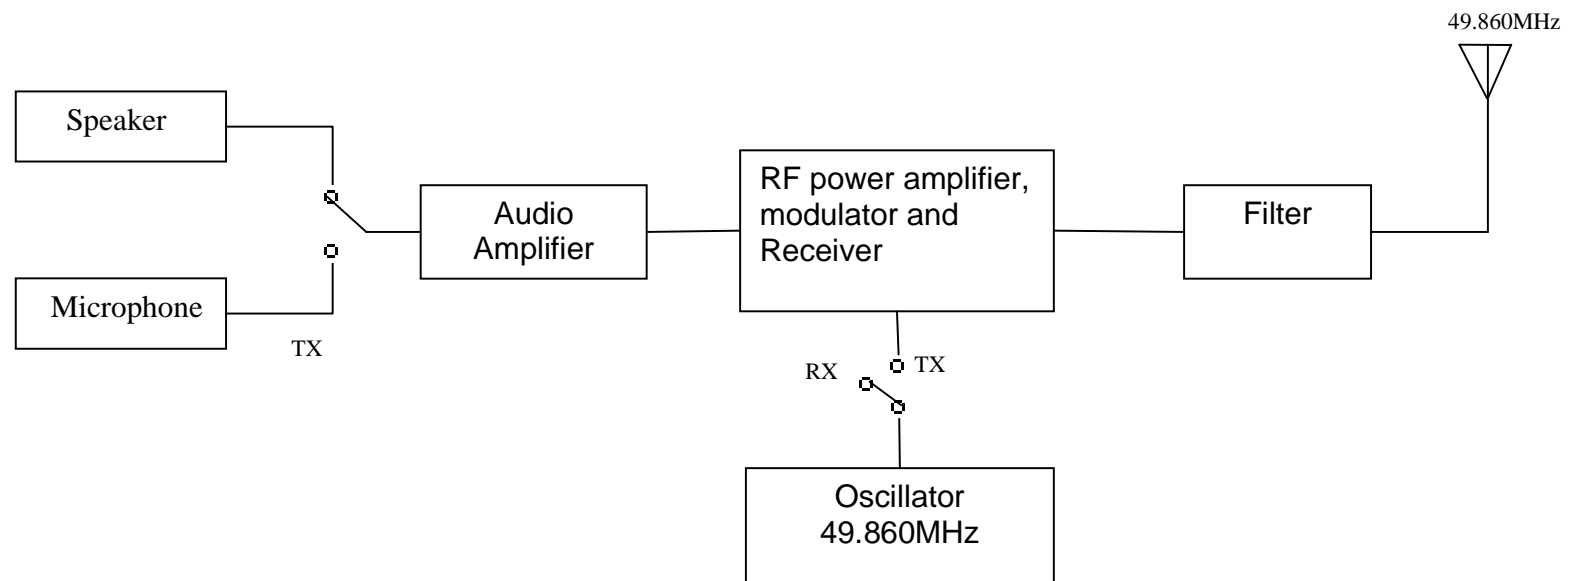 49.860MHz
Speaker
RF power amplifier,
modulator and
Receiver
Audio
Amplifier
Filter
Microphone
TX
RX
TX
Oscillator
49.860MHz